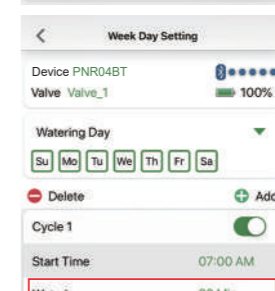 Week Day Setting
Device PNR04BT
Valve Valve_1 100%
Watering Day
Su Mo Tu We Th Fr Sa
Delete Add
Cycle 1
Start Time 07:00 AM